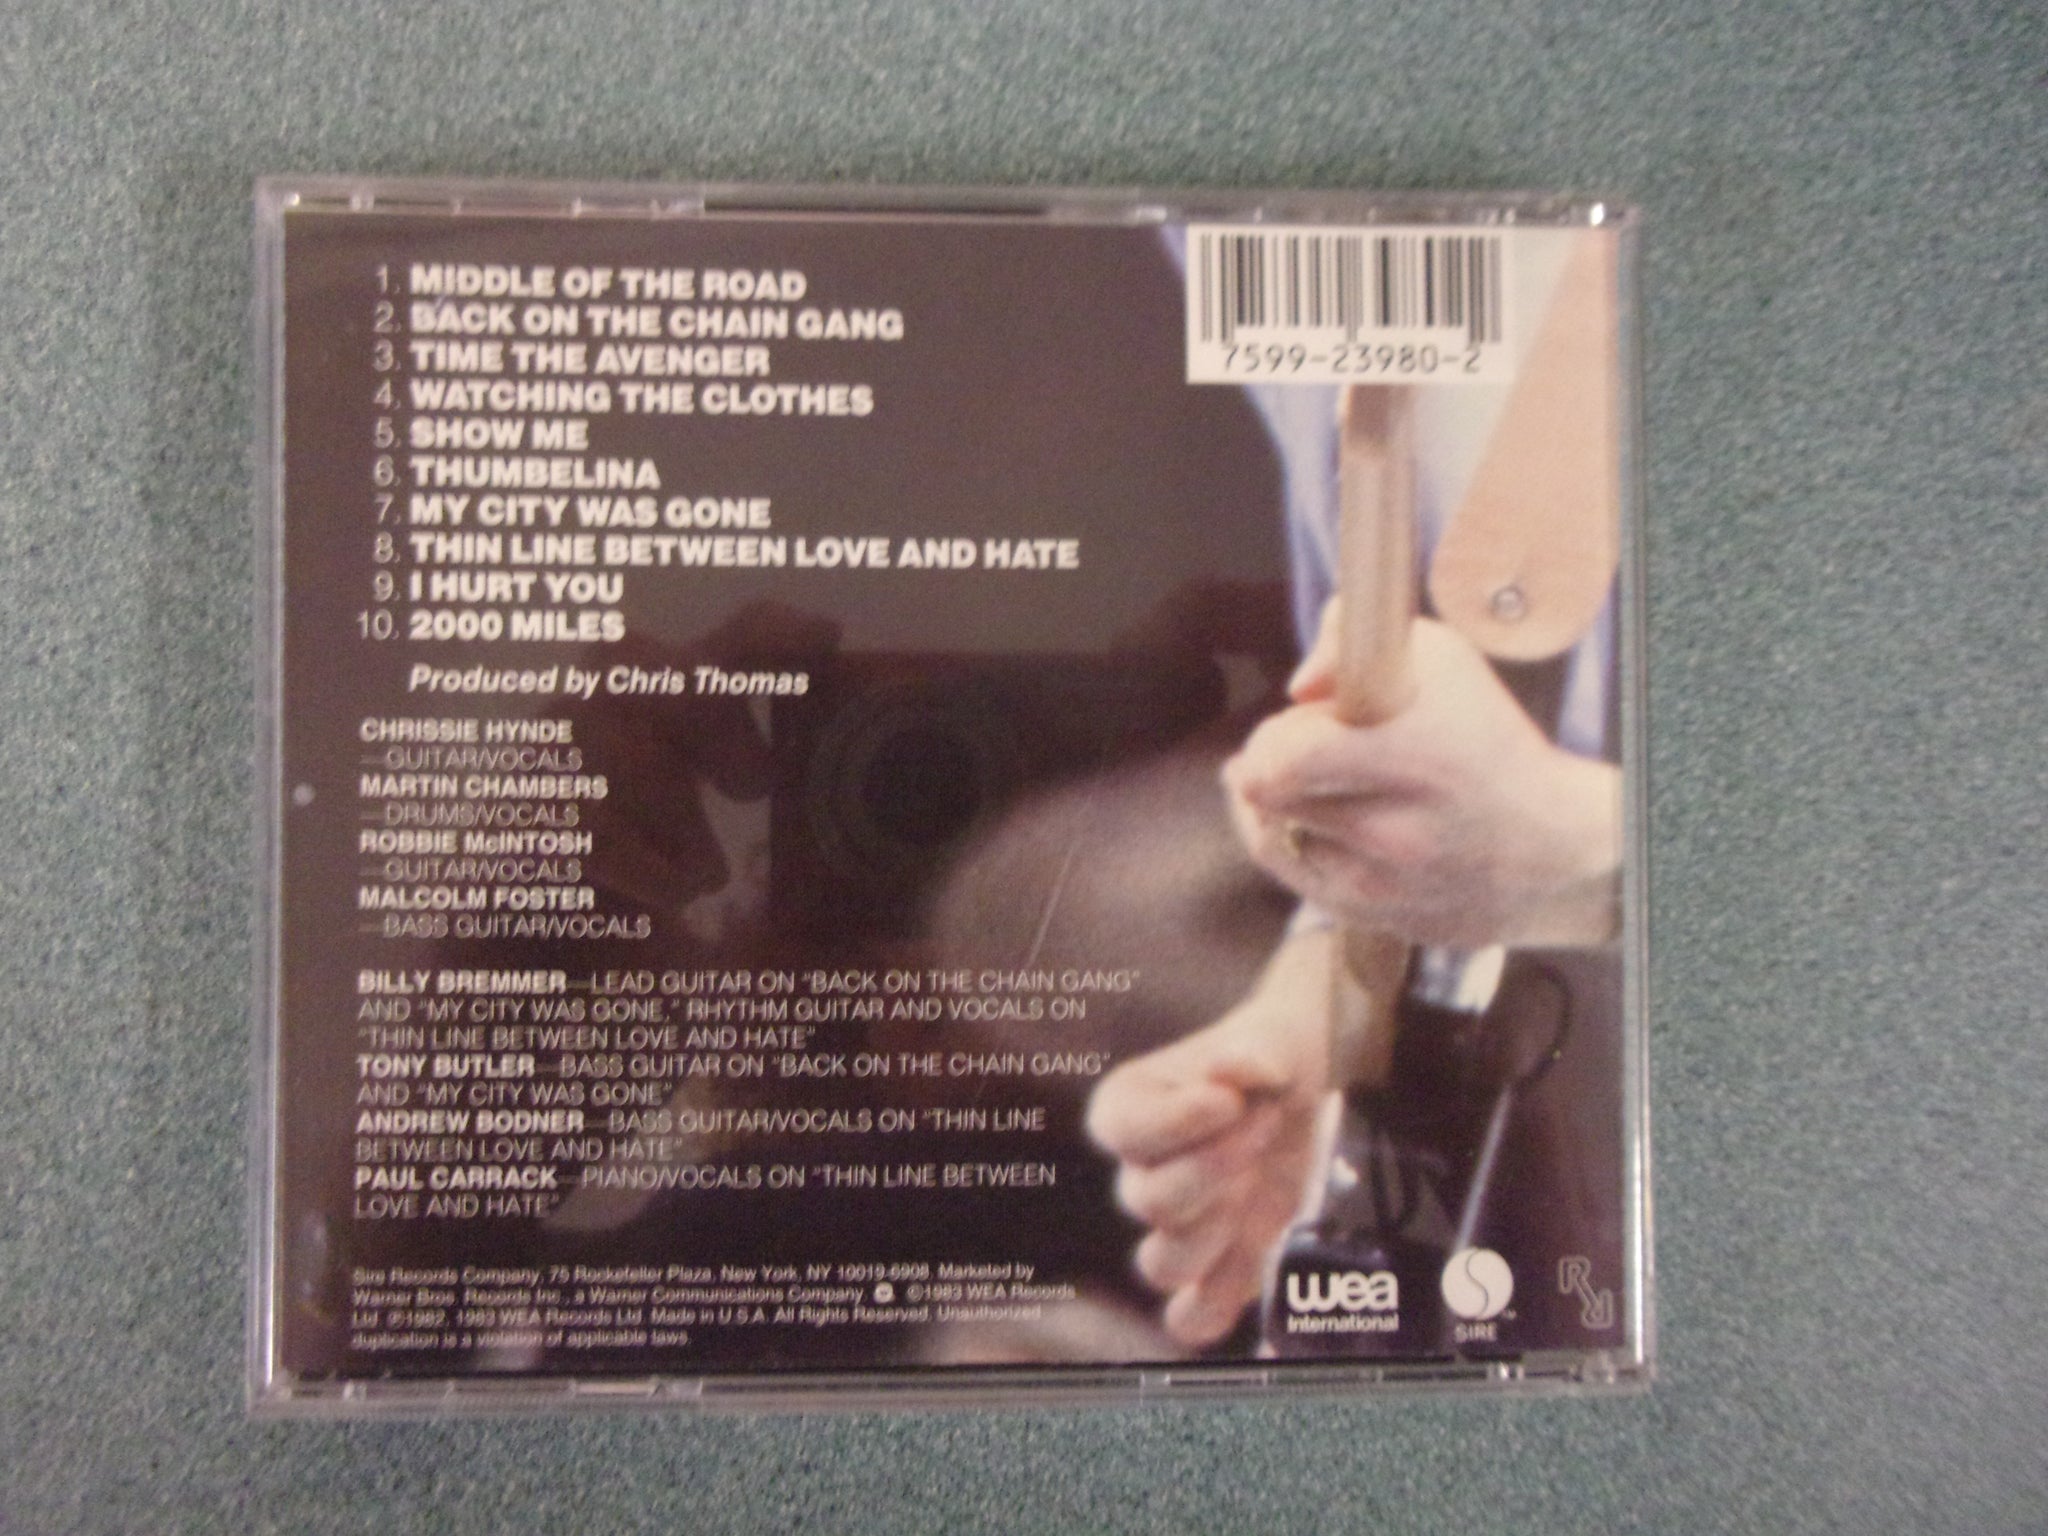 1. MIDDLE OF THE ROAD
2. BACK ON THE CHAIN GANG
3. TIME THE AVENGER
4. WATCHING THE CLOTHES
5. SHOW ME
6. THUMBELINA
7. MY CITY WAS GONE
8. THIN LINE BETWEEN LOVE AND HATE
9. I HURT YOU
10. 2000 MILES
Produced by Chris Thomas
CHRISSIE HYNDE
—GUITAR/VOCALS
MARTIN CHAMBERS
—DRUMS/VOCALS
ROBBIE McINTOSH
—GUITAR/VOCALS
MALCOLM FOSTER
—BASS GUITAR/VOCALS
BILLY BREMMER—LEAD GUITAR ON "BACK ON THE CHAIN GANG"
AND "MY CITY WAS GONE," RHYTHM GUITAR AND VOCALS ON
"THIN LINE BETWEEN LOVE AND HATE"
TONY BUTLER—BASS GUITAR ON "BACK ON THE CHAIN GANG"
AND "MY CITY WAS GONE"
ANDREW BODNER—BASS GUITAR/VOCALS ON "THIN LINE
BETWEEN LOVE AND HATE"
PAUL CARRACK—PIANO/VOCALS ON "THIN LINE BETWEEN
LOVE AND HATE"
Sire Records Company, 75 Rockefeller Plaza, New York, NY 10019-6908. Marketed by
Warner Bros. Records Inc., a Warner Communications Company. ©1983 WEA Records
Ltd. ℗1982, 1983 WEA Records Ltd. Made in U.S.A. All Rights Reserved. Unauthorized
duplication is a violation of applicable laws.
7599-23980-2
wea
International
SIRE™